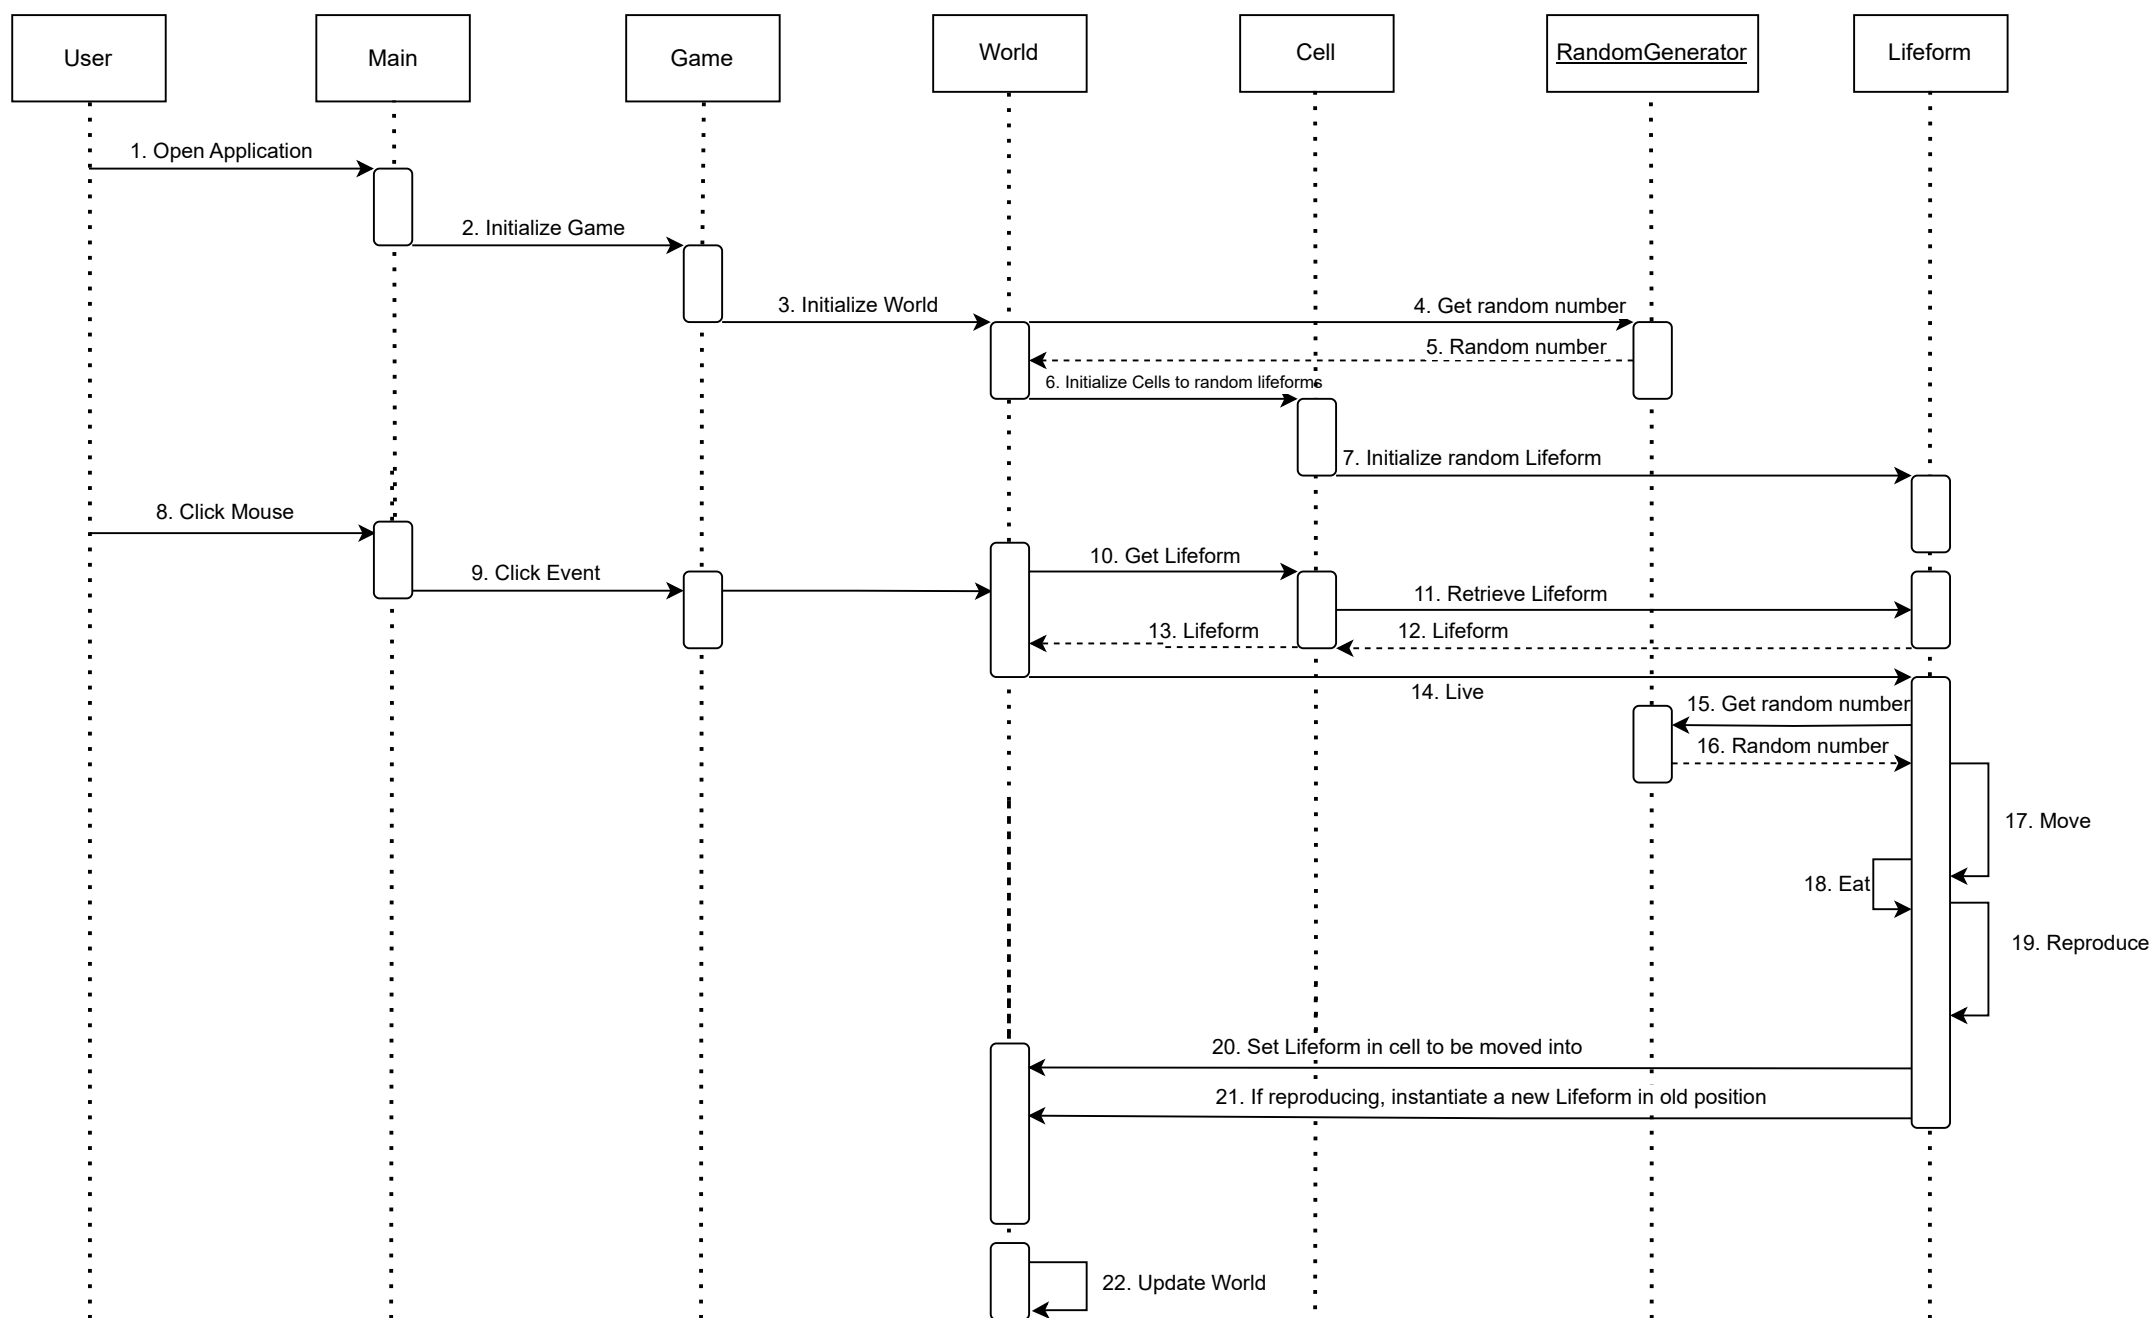 User
Main
Game
World
Cell
RandomGenerator
Lifeform
1. Open Application
2. Initialize Game
3. Initialize World
4. Get random number
5. Random number
6. Initialize Cells to random lifeforms
7. Initialize random Lifeform
8. Click Mouse
9. Click Event
10. Get Lifeform
11. Retrieve Lifeform
12. Lifeform
13. Lifeform
14. Live
15. Get random number
16. Random number
17. Move
18. Eat
19. Reproduce
20. Set Lifeform in cell to be moved into
21. If reproducing, instantiate a new Lifeform in old position
22. Update World